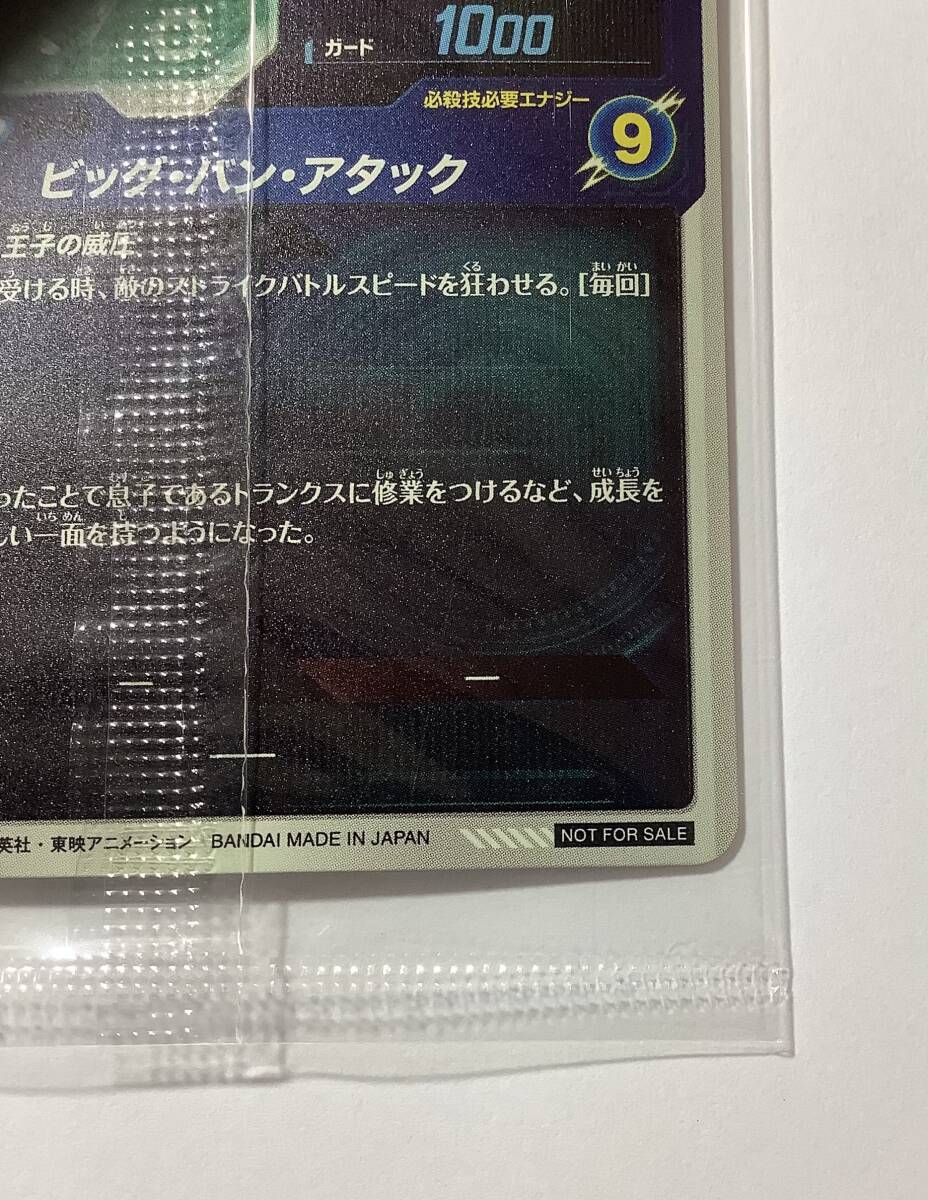 ガード 1000
必殺技必要エナジー
9
ビッグ・バン・アタック
王子の威圧
受ける時、敵のストライクバトルスピードを狂わせる。[毎回]
ったことで息子であるトランクスに修業をつけるなど、成長を
しい一面を持つようになった。
— —
—
英社・東映アニメーション BANDAI MADE IN JAPAN NOT FOR SALE